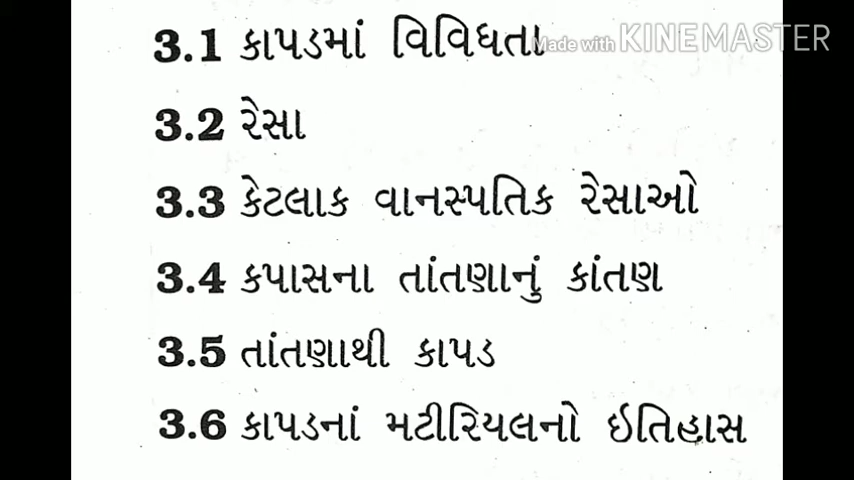 Made with KINEMASTER
3.1 કાપડમાં વિવિધતા
3.2 રેસા
3.3 કેટલાક વાનસ્પતિક રેસાઓ
3.4 કપાસના તાંતણાનું કાંતણ
3.5 તાંતણાથી કાપડ
3.6 કાપડનાં મટીરિયલનો ઇતિહાસ